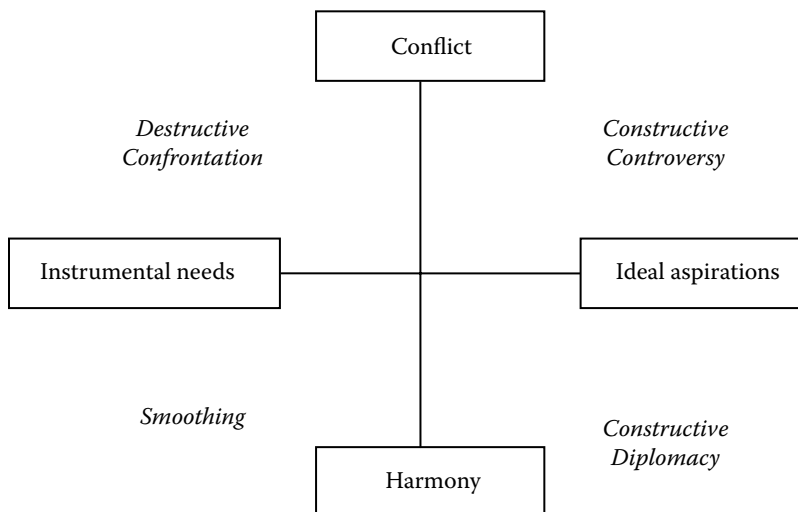 Conflict
Destructive
Confrontation
Constructive
Controversy
Instrumental needs
Ideal aspirations
Smoothing
Constructive
Diplomacy
Harmony